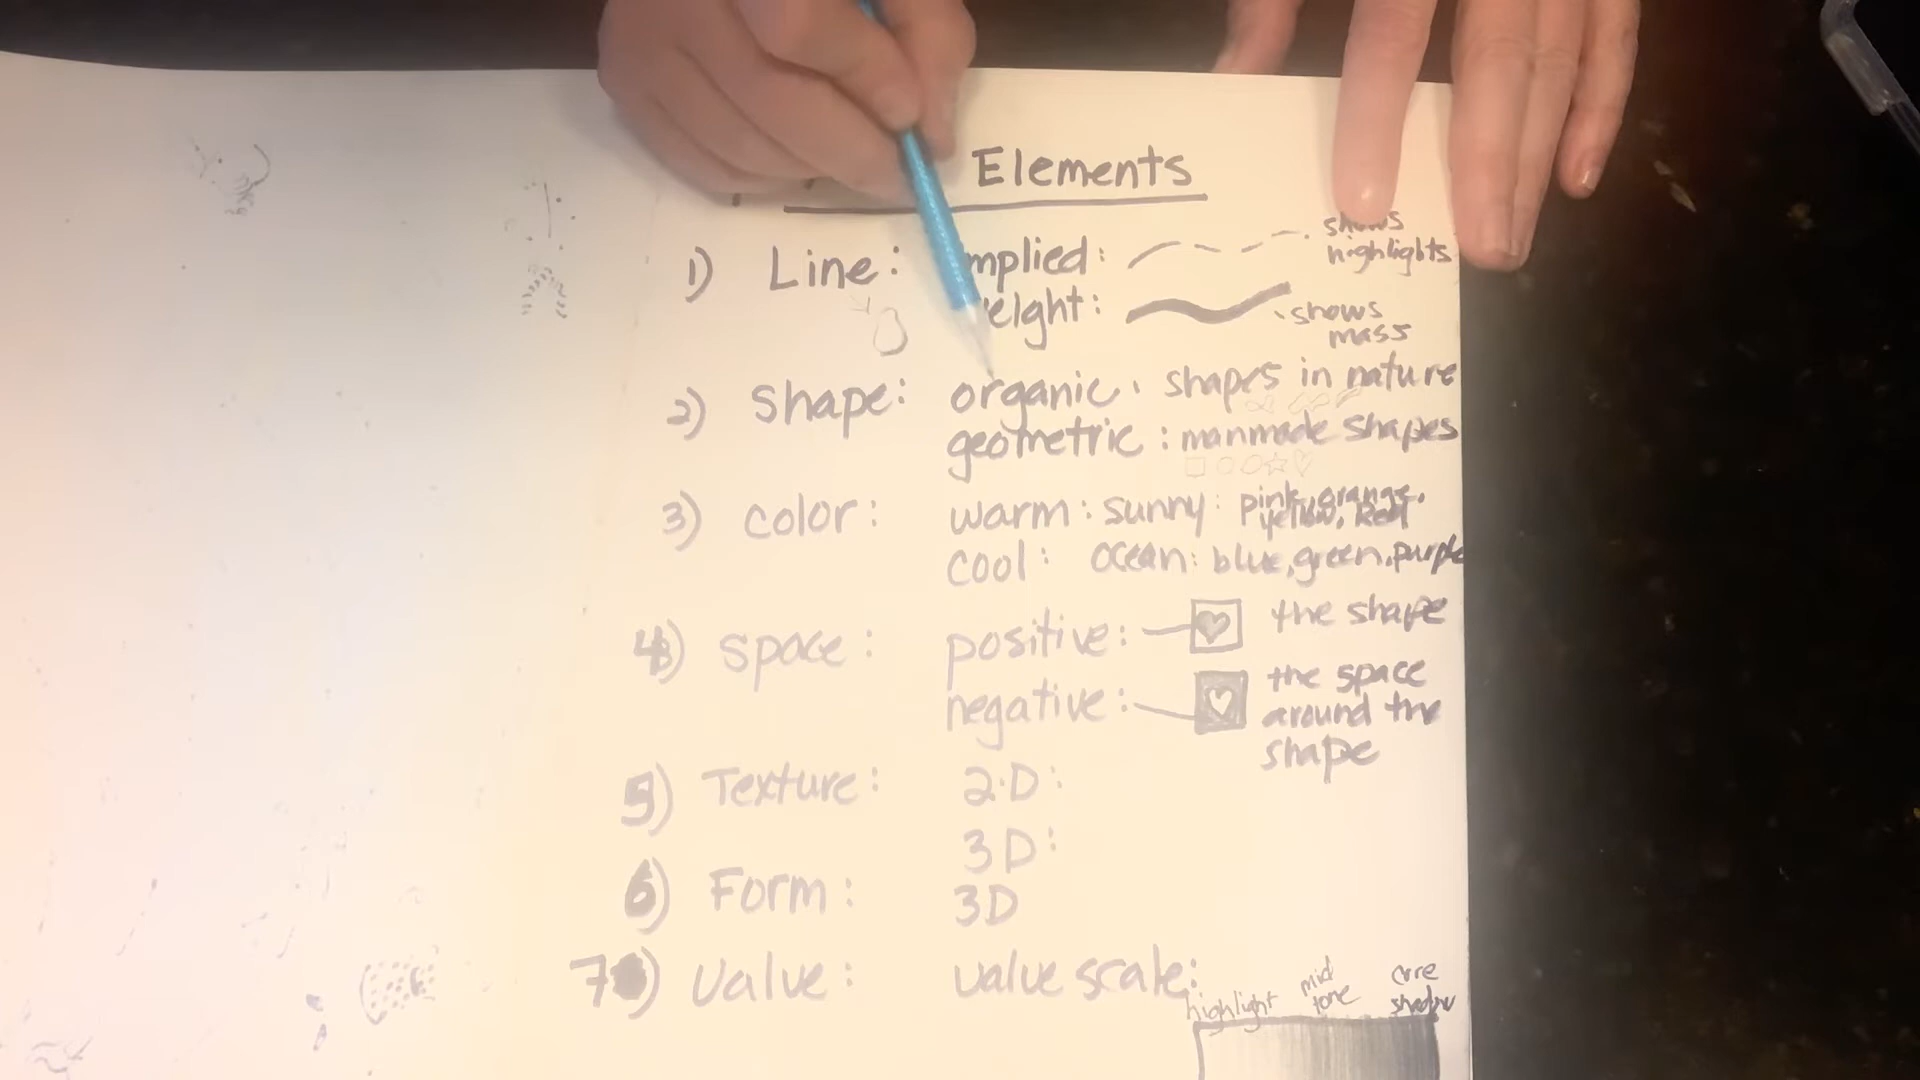 Elements
1) Line: mplied: shows highlights
eight: shows mass
2) Shape: organic: shapes in nature
geometric: manmade shapes
3) Color: warm: sunny: pink, orange, yellow, Red
cool: ocean: blue, green, purple
4) Space: positive: the shape
negative: the space around the shape
5) Texture: 2-D:
3D:
6) Form: 3D
7) Value: value scale:
highlight mid tone core shadow